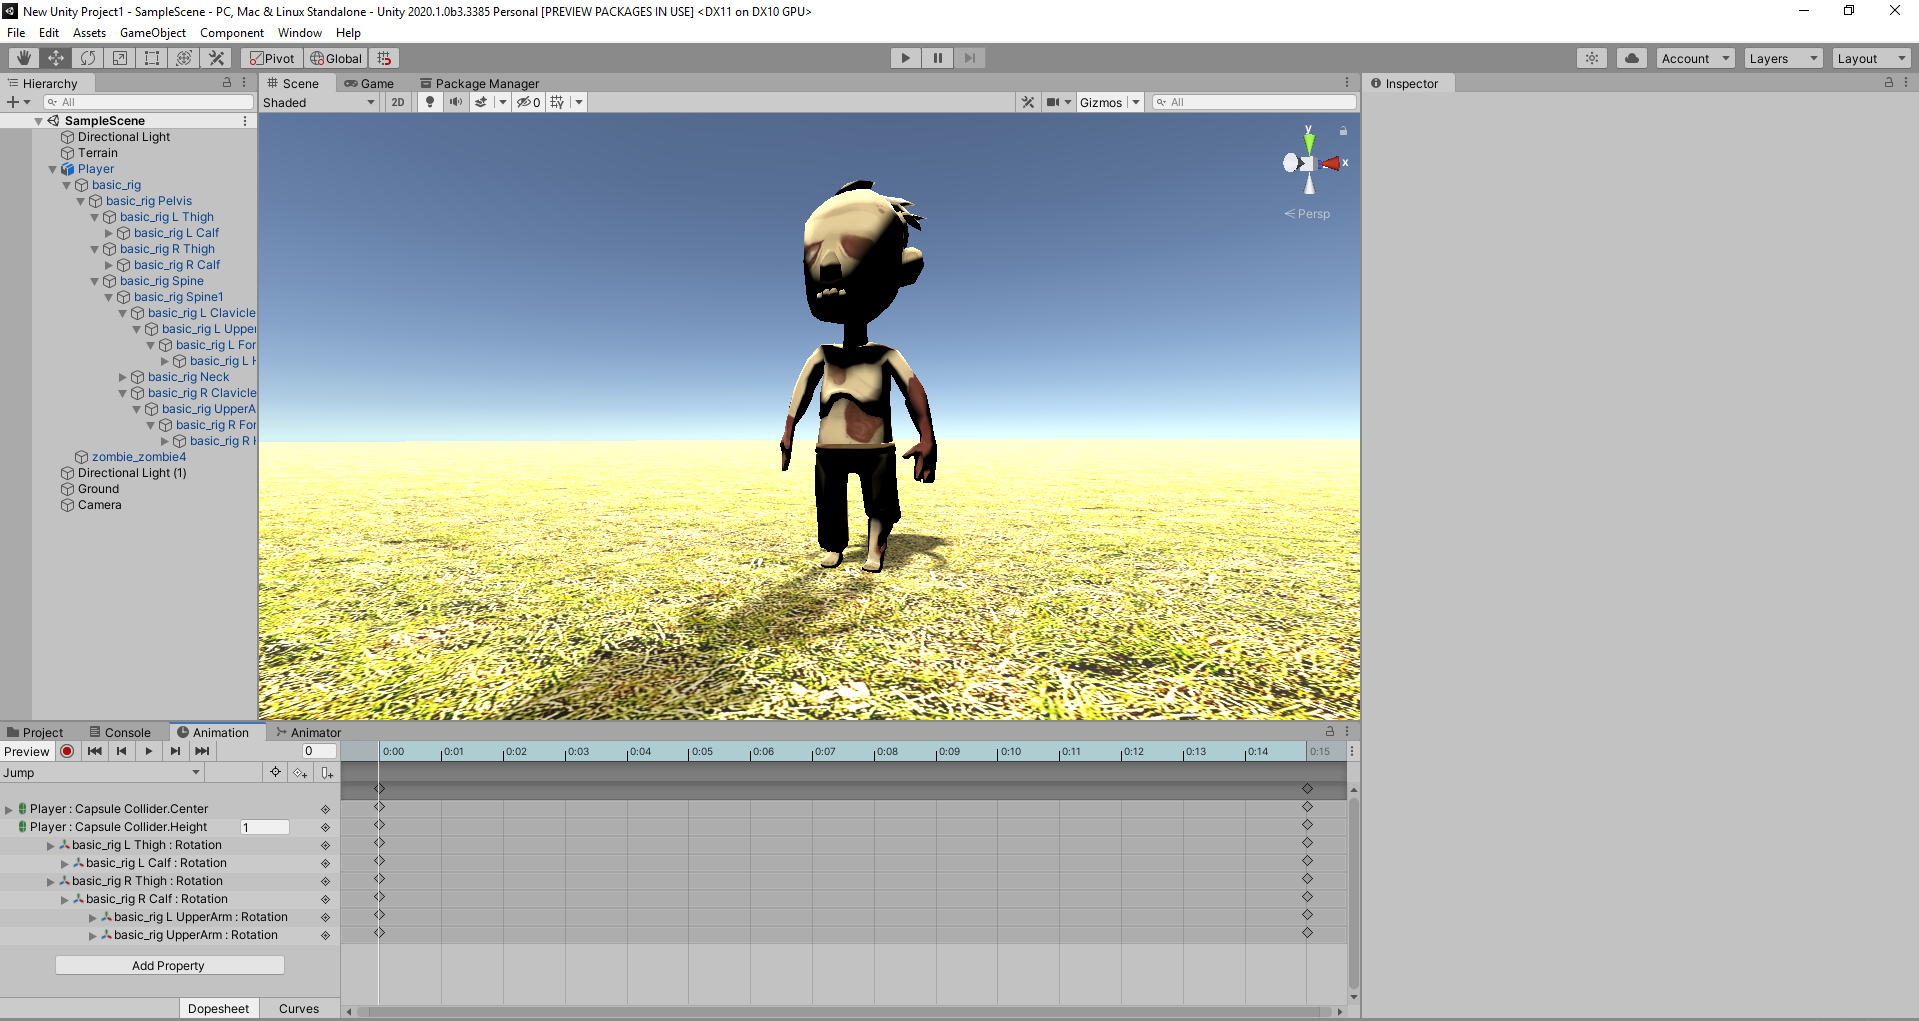 New Unity Project1 - SampleScene - PC, Mac & Linux Standalone - Unity 2020.1.0b3.3385 Personal [PREVIEW PACKAGES IN USE] <DX11 on DX10 GPU>
File Edit Assets GameObject Component Window Help
Pivot Global Account Layers Layout
Hierarchy
All
SampleScene
Directional Light
Terrain
Player
basic_rig
basic_rig Pelvis
basic_rig L Thigh
basic_rig L Calf
basic_rig R Thigh
basic_rig R Calf
basic_rig Spine
basic_rig Spine1
basic_rig L Clavicle
basic_rig L Upper
basic_rig L For
basic_rig L H
basic_rig Neck
basic_rig R Clavicle
basic_rig UpperA
basic_rig R For
basic_rig R H
zombie_zombie4
Directional Light (1)
Ground
Camera
Scene Game Package Manager
Shaded 2D 0 Gizmos All
y
x
Persp
Inspector
Project Console Animation Animator
Preview 0
0:00 0:01 0:02 0:03 0:04 0:05 0:06 0:07 0:08 0:09 0:10 0:11 0:12 0:13 0:14 0:15
Jump
Player : Capsule Collider.Center
Player : Capsule Collider.Height 1
basic_rig L Thigh : Rotation
basic_rig L Calf : Rotation
basic_rig R Thigh : Rotation
basic_rig R Calf : Rotation
basic_rig L UpperArm : Rotation
basic_rig UpperArm : Rotation
Add Property
Dopesheet Curves